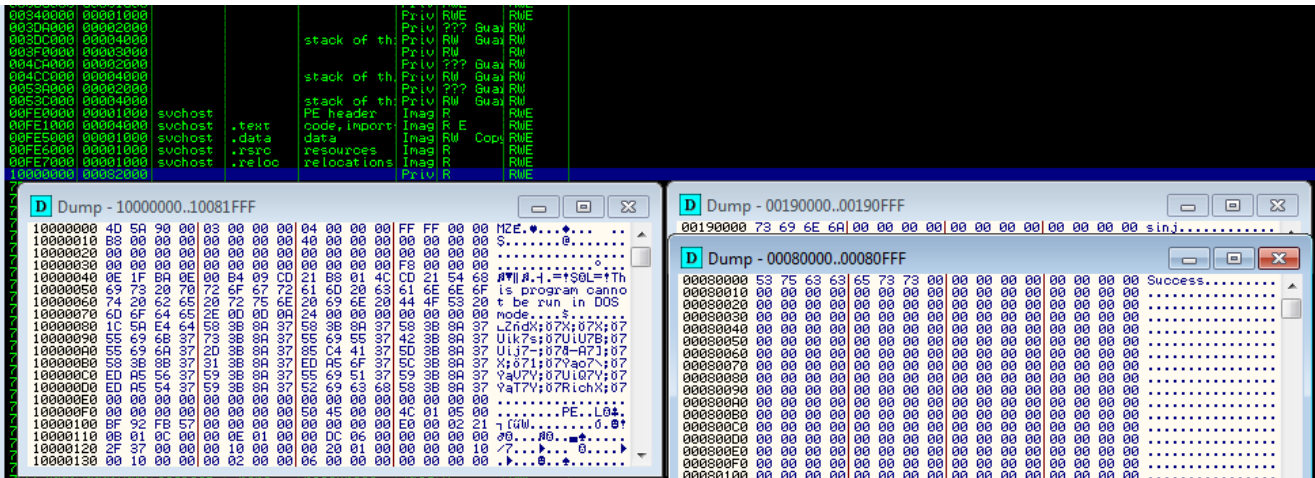 00340000 00001000 Priv RWE RWE
003DA000 00002000 Priv ??? Guar RW
003DC000 00004000 stack of th Priv RW Guar RW
003F0000 00003000 Priv RW RW
004CA000 00002000 Priv ??? Guar RW
004CC000 00004000 stack of th Priv RW Guar RW
0053A000 00002000 Priv ??? Guar RW
0053C000 00004000 stack of th Priv RW Guar RW
00FE0000 00001000 svchost PE header Imag R RWE
00FE1000 00004000 svchost .text code,import Imag R E RWE
00FE5000 00001000 svchost .data data Imag RW Copy RWE
00FE6000 00001000 svchost .rsrc resources Imag R RWE
00FE7000 00001000 svchost .reloc relocations Imag R RWE
10000000 00082000 Priv R RWE
D Dump - 10000000..10081FFF
10000000 4D 5A 90 00 03 00 00 00 04 00 00 00 FF FF 00 00
10000010 B8 00 00 00 00 00 00 00 40 00 00 00 00 00 00 00
10000020 00 00 00 00 00 00 00 00 00 00 00 00 00 00 00 00
10000030 00 00 00 00 00 00 00 00 00 00 00 00 F8 00 00 00
10000040 0E 1F BA 0E 00 B4 09 CD 21 B8 01 4C CD 21 54 68
10000050 69 73 20 70 72 6F 67 72 61 6D 20 63 61 6E 6E 6F is program canno
10000060 74 20 62 65 20 72 75 6E 20 69 6E 20 44 4F 53 20 t be run in DOS
10000070 6D 6F 64 65 2E 0D 0D 0A 24 00 00 00 00 00 00 00 mode....$.......
10000080 1C 5A E4 64 58 3B 8A 37 58 3B 8A 37 58 3B 8A 37
10000090 55 69 6B 37 73 3B 8A 37 55 69 55 37 42 3B 8A 37
100000A0 55 69 6A 37 2D 3B 8A 37 85 C4 41 37 5D 3B 8A 37
100000B0 58 3B 8B 37 31 3B 8A 37 ED A5 6F 37 5C 3B 8A 37
100000C0 ED A5 56 37 59 3B 8A 37 55 69 51 37 59 3B 8A 37
100000D0 ED A5 54 37 59 3B 8A 37 52 69 63 68 58 3B 8A 37
100000E0 00 00 00 00 00 00 00 00 00 00 00 00 00 00 00 00 ................
100000F0 00 00 00 00 00 00 00 00 50 45 00 00 4C 01 05 00
10000100 BF 92 FB 57 00 00 00 00 00 00 00 00 E0 00 02 21
10000110 0B 01 0C 00 00 0E 01 00 00 DC 06 00 00 00 00 00
10000120 2F 37 00 00 00 10 00 00 00 20 01 00 00 00 00 10
10000130 00 10 00 00 00 02 00 00 06 00 00 00 00 00 00 00
D Dump - 00190000..00190FFF
00190000 73 69 6E 6A 00 00 00 00 00 00 00 00 00 00 00 00 sinj............
D Dump - 00080000..00080FFF
00080000 53 75 63 63 65 73 73 00 00 00 00 00 00 00 00 00 Success.........
00080010 00 00 00 00 00 00 00 00 00 00 00 00 00 00 00 00 ................
00080020 00 00 00 00 00 00 00 00 00 00 00 00 00 00 00 00 ................
00080030 00 00 00 00 00 00 00 00 00 00 00 00 00 00 00 00 ................
00080040 00 00 00 00 00 00 00 00 00 00 00 00 00 00 00 00 ................
00080050 00 00 00 00 00 00 00 00 00 00 00 00 00 00 00 00 ................
00080060 00 00 00 00 00 00 00 00 00 00 00 00 00 00 00 00 ................
00080070 00 00 00 00 00 00 00 00 00 00 00 00 00 00 00 00 ................
00080080 00 00 00 00 00 00 00 00 00 00 00 00 00 00 00 00 ................
00080090 00 00 00 00 00 00 00 00 00 00 00 00 00 00 00 00 ................
000800A0 00 00 00 00 00 00 00 00 00 00 00 00 00 00 00 00 ................
000800B0 00 00 00 00 00 00 00 00 00 00 00 00 00 00 00 00 ................
000800C0 00 00 00 00 00 00 00 00 00 00 00 00 00 00 00 00 ................
000800D0 00 00 00 00 00 00 00 00 00 00 00 00 00 00 00 00 ................
000800E0 00 00 00 00 00 00 00 00 00 00 00 00 00 00 00 00 ................
000800F0 00 00 00 00 00 00 00 00 00 00 00 00 00 00 00 00 ................
00080100 00 00 00 00 00 00 00 00 00 00 00 00 00 00 00 00 ................